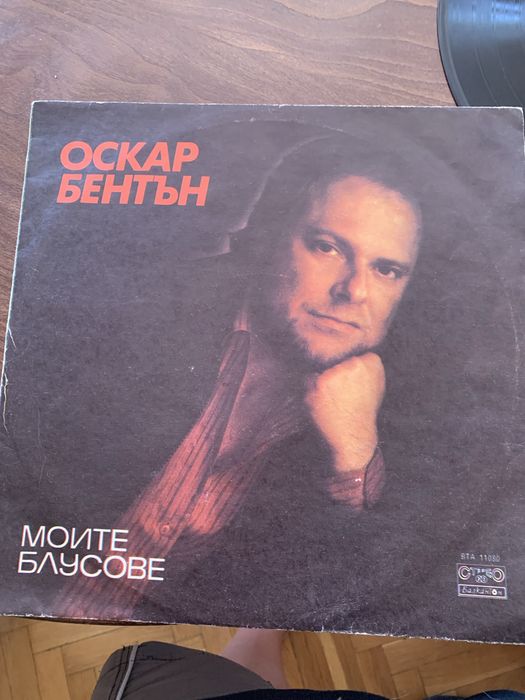 ОСКАР
БЕНТЪН
МОИТЕ
БЛУСОВЕ
ВТА 11080
СТЕРЕО
Балкантон